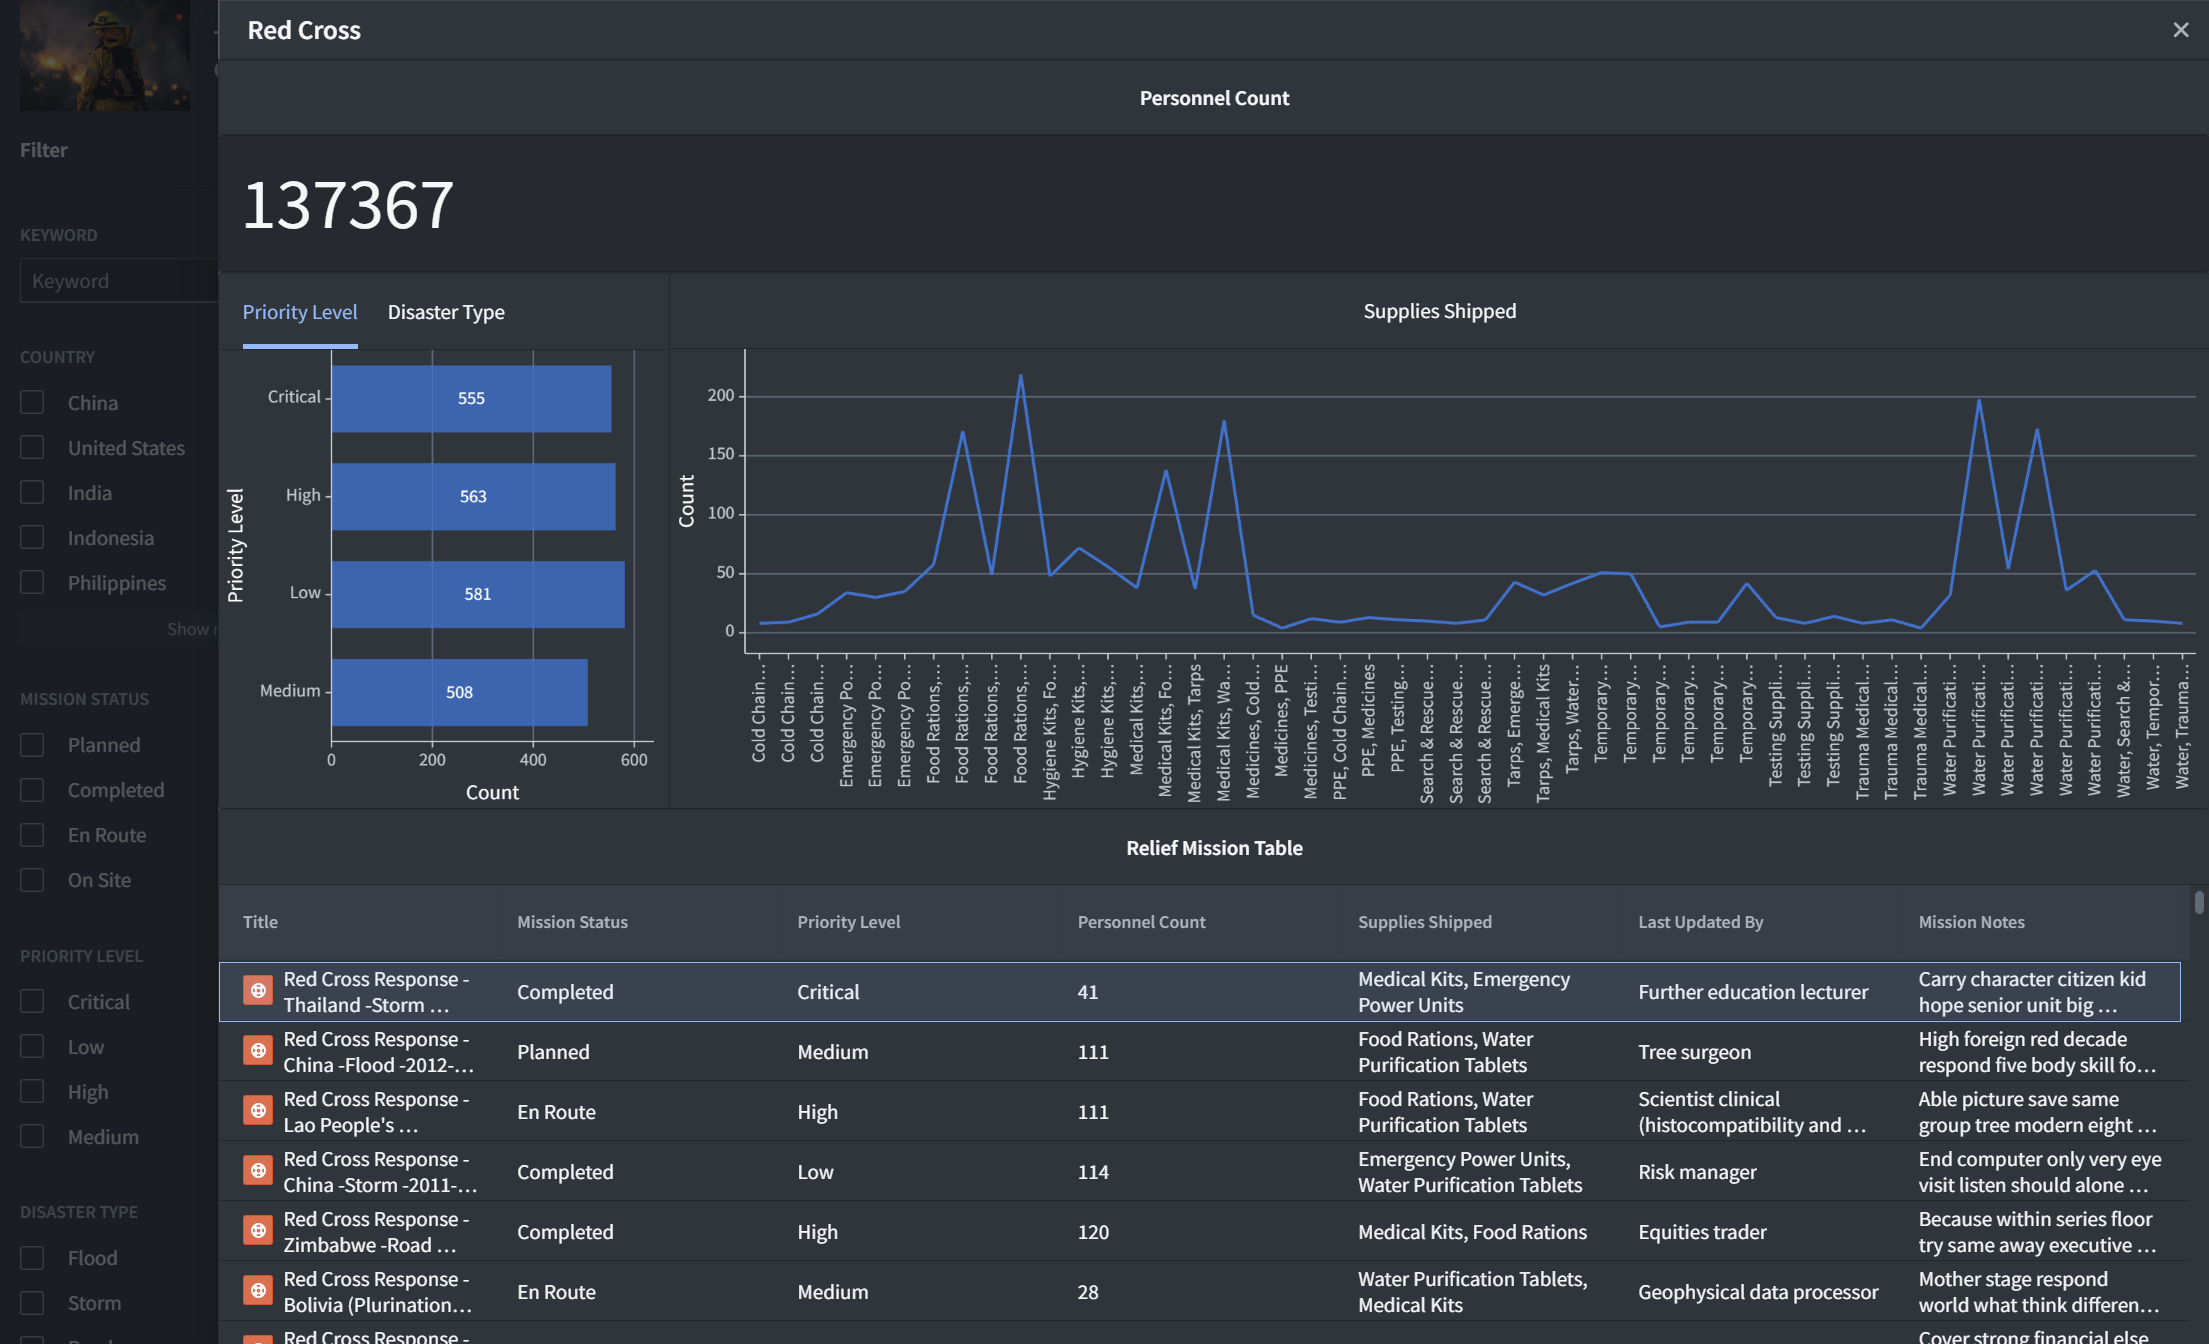 Red Cross
Personnel Count
137367
Filter
KEYWORD
Keyword
COUNTRY
China
United States
India
Indonesia
Philippines
Show
MISSION STATUS
Planned
Completed
En Route
On Site
PRIORITY LEVEL
Critical
Low
High
Medium
DISASTER TYPE
Flood
Storm
Priority Level
Disaster Type
Priority Level
Critical
555
High
563
Low
581
Medium
508
0
200
400
600
Count
Supplies Shipped
Count
200
150
100
50
0
Cold Chain...
Cold Chain...
Cold Chain...
Emergency Po...
Emergency Po...
Emergency Po...
Food Rations,...
Food Rations,...
Food Rations,...
Food Rations,...
Hygiene Kits, Fo...
Hygiene Kits,...
Hygiene Kits,...
Medical Kits,...
Medical Kits, Fo...
Medical Kits, Tarps
Medical Kits, Wa...
Medicines, Cold...
Medicines, PPE
Medicines, Testi...
PPE, Cold Chain...
PPE, Medicines
PPE, Testing...
Search & Rescue...
Search & Rescue...
Search & Rescue...
Tarps, Emerge...
Tarps, Medical Kits
Tarps, Water...
Temporary...
Temporary...
Temporary...
Temporary...
Temporary...
Temporary...
Testing Suppli...
Testing Suppli...
Testing Suppli...
Trauma Medical...
Trauma Medical...
Trauma Medical...
Water Purificati...
Water Purificati...
Water Purificati...
Water Purificati...
Water Purificati...
Water Purificati...
Water, Search &...
Water, Tempor...
Water, Trauma...
Relief Mission Table
Title
Mission Status
Priority Level
Personnel Count
Supplies Shipped
Last Updated By
Mission Notes
Red Cross Response -
Thailand -Storm ...
Completed
Critical
41
Medical Kits, Emergency
Power Units
Further education lecturer
Carry character citizen kid
hope senior unit big ...
Red Cross Response -
China -Flood -2012-...
Planned
Medium
111
Food Rations, Water
Purification Tablets
Tree surgeon
High foreign red decade
respond five body skill fo...
Red Cross Response -
Lao People's ...
En Route
High
111
Food Rations, Water
Purification Tablets
Scientist clinical
(histocompatibility and ...
Able picture save same
group tree modern eight ...
Red Cross Response -
China -Storm -2011-...
Completed
Low
114
Emergency Power Units,
Water Purification Tablets
Risk manager
End computer only very eye
visit listen should alone ...
Red Cross Response -
Zimbabwe -Road ...
Completed
High
120
Medical Kits, Food Rations
Equities trader
Because within series floor
try same away executive ...
Red Cross Response -
Bolivia (Plurination...
En Route
Medium
28
Water Purification Tablets,
Medical Kits
Geophysical data processor
Mother stage respond
world what think differen...
Red Cross Response -
Cover strong financial else